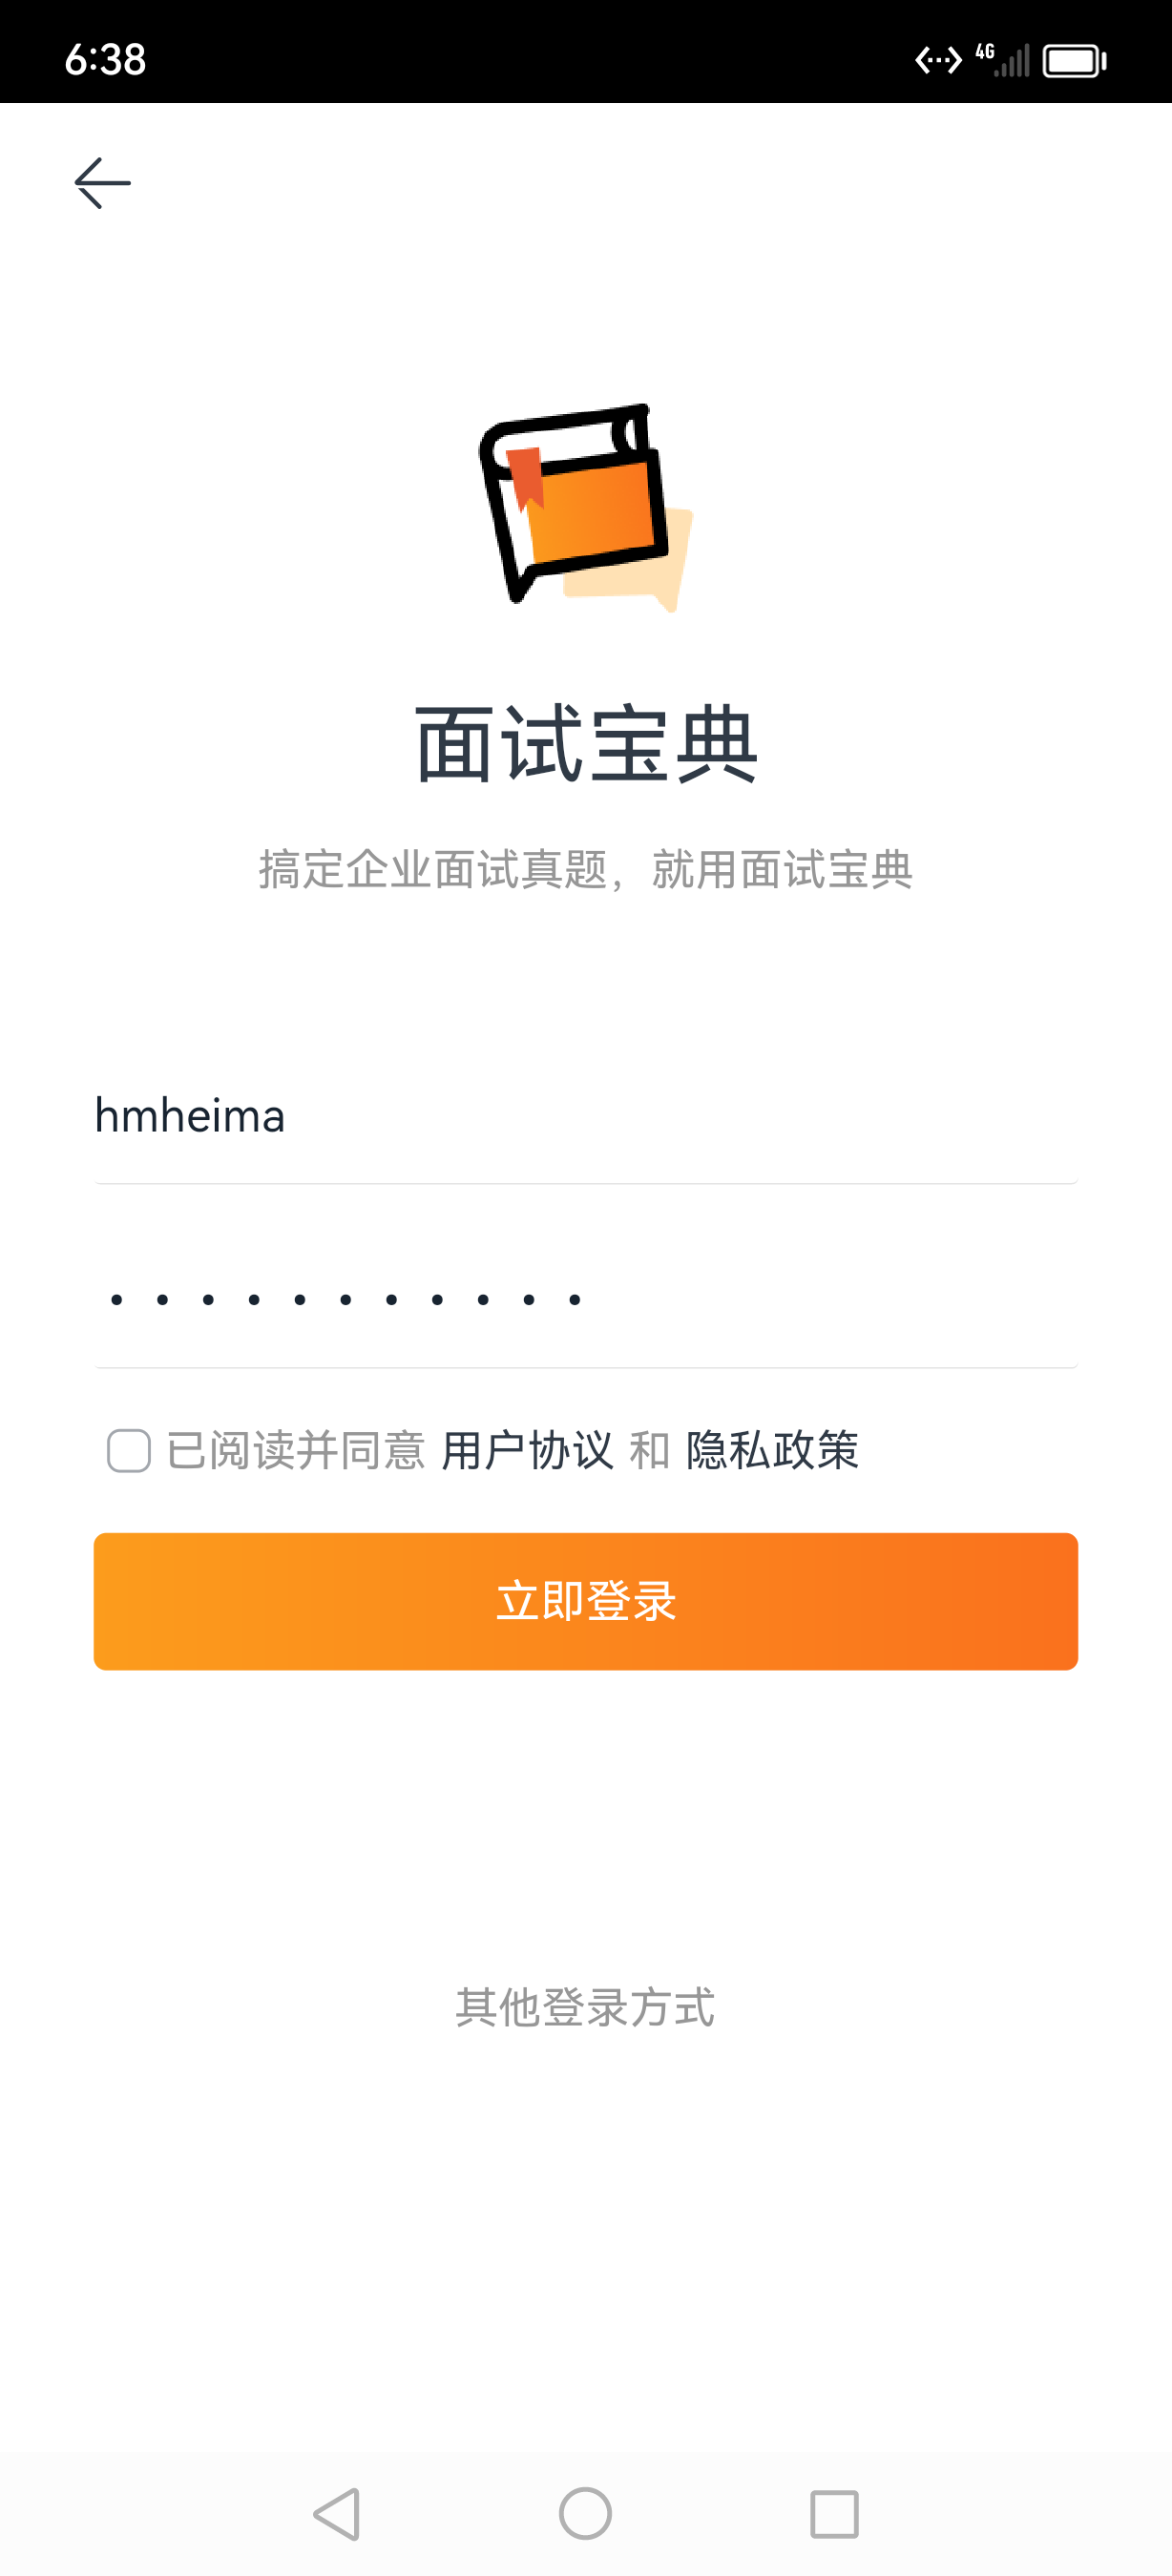 6:38
4G
面试宝典
搞定企业面试真题，就用面试宝典
hmheima
•••••••••••
已阅读并同意 用户协议 和 隐私政策
立即登录
其他登录方式